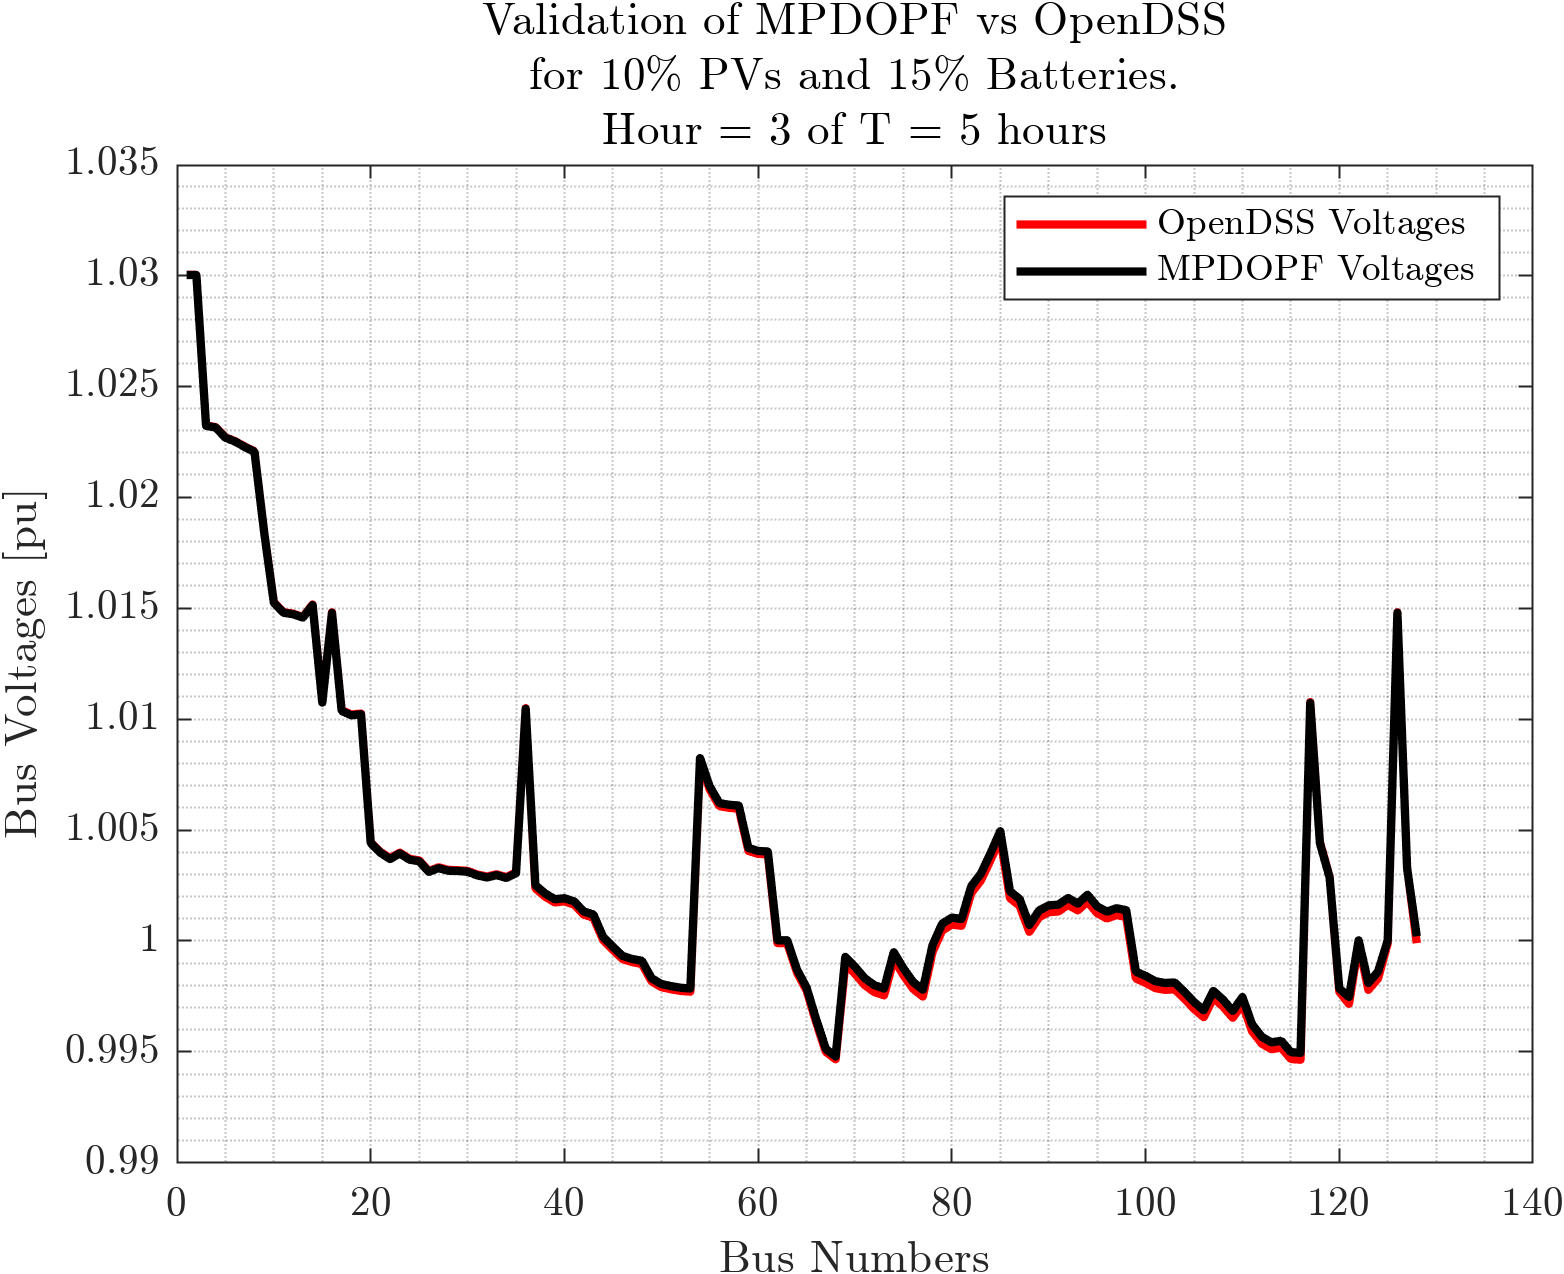 Validation of MPDOPF vs OpenDSS
for 10% PVs and 15% Batteries.
Hour = 3 of T = 5 hours
OpenDSS Voltages
MPDOPF Voltages
Bus Voltages [pu]
1.035
1.03
1.025
1.02
1.015
1.01
1.005
1
0.995
0.99
0 20 40 60 80 100 120 140
Bus Numbers